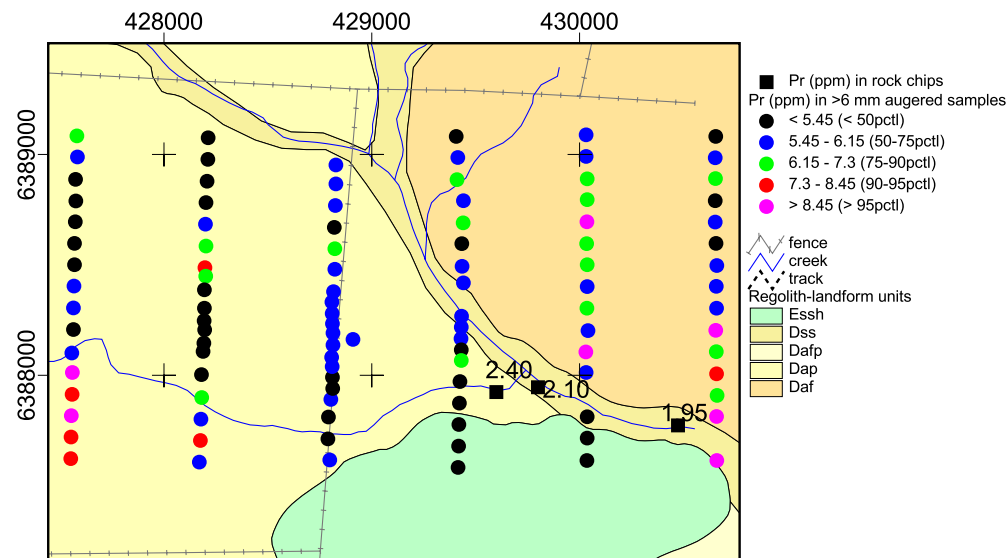 428000 429000 430000
6389000
6388000
2.40
2.10
1.95
Pr (ppm) in rock chips
Pr (ppm) in >6 mm augered samples
< 5.45 (< 50pctl)
5.45 - 6.15 (50-75pctl)
6.15 - 7.3 (75-90pctl)
7.3 - 8.45 (90-95pctl)
> 8.45 (> 95pctl)
fence
creek
track
Regolith-landform units
Essh
Dss
Dafp
Dap
Daf